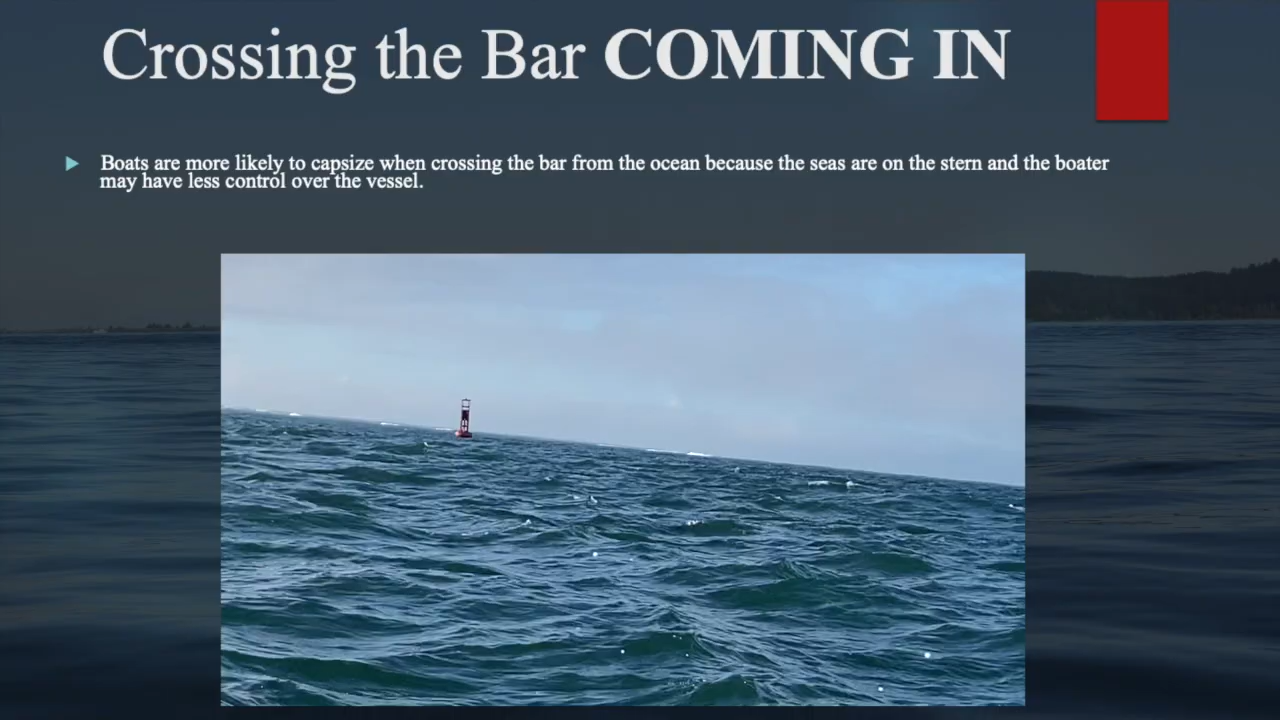 Crossing the Bar COMING IN
Boats are more likely to capsize when crossing the bar from the ocean because the seas are on the stern and the boater
may have less control over the vessel.